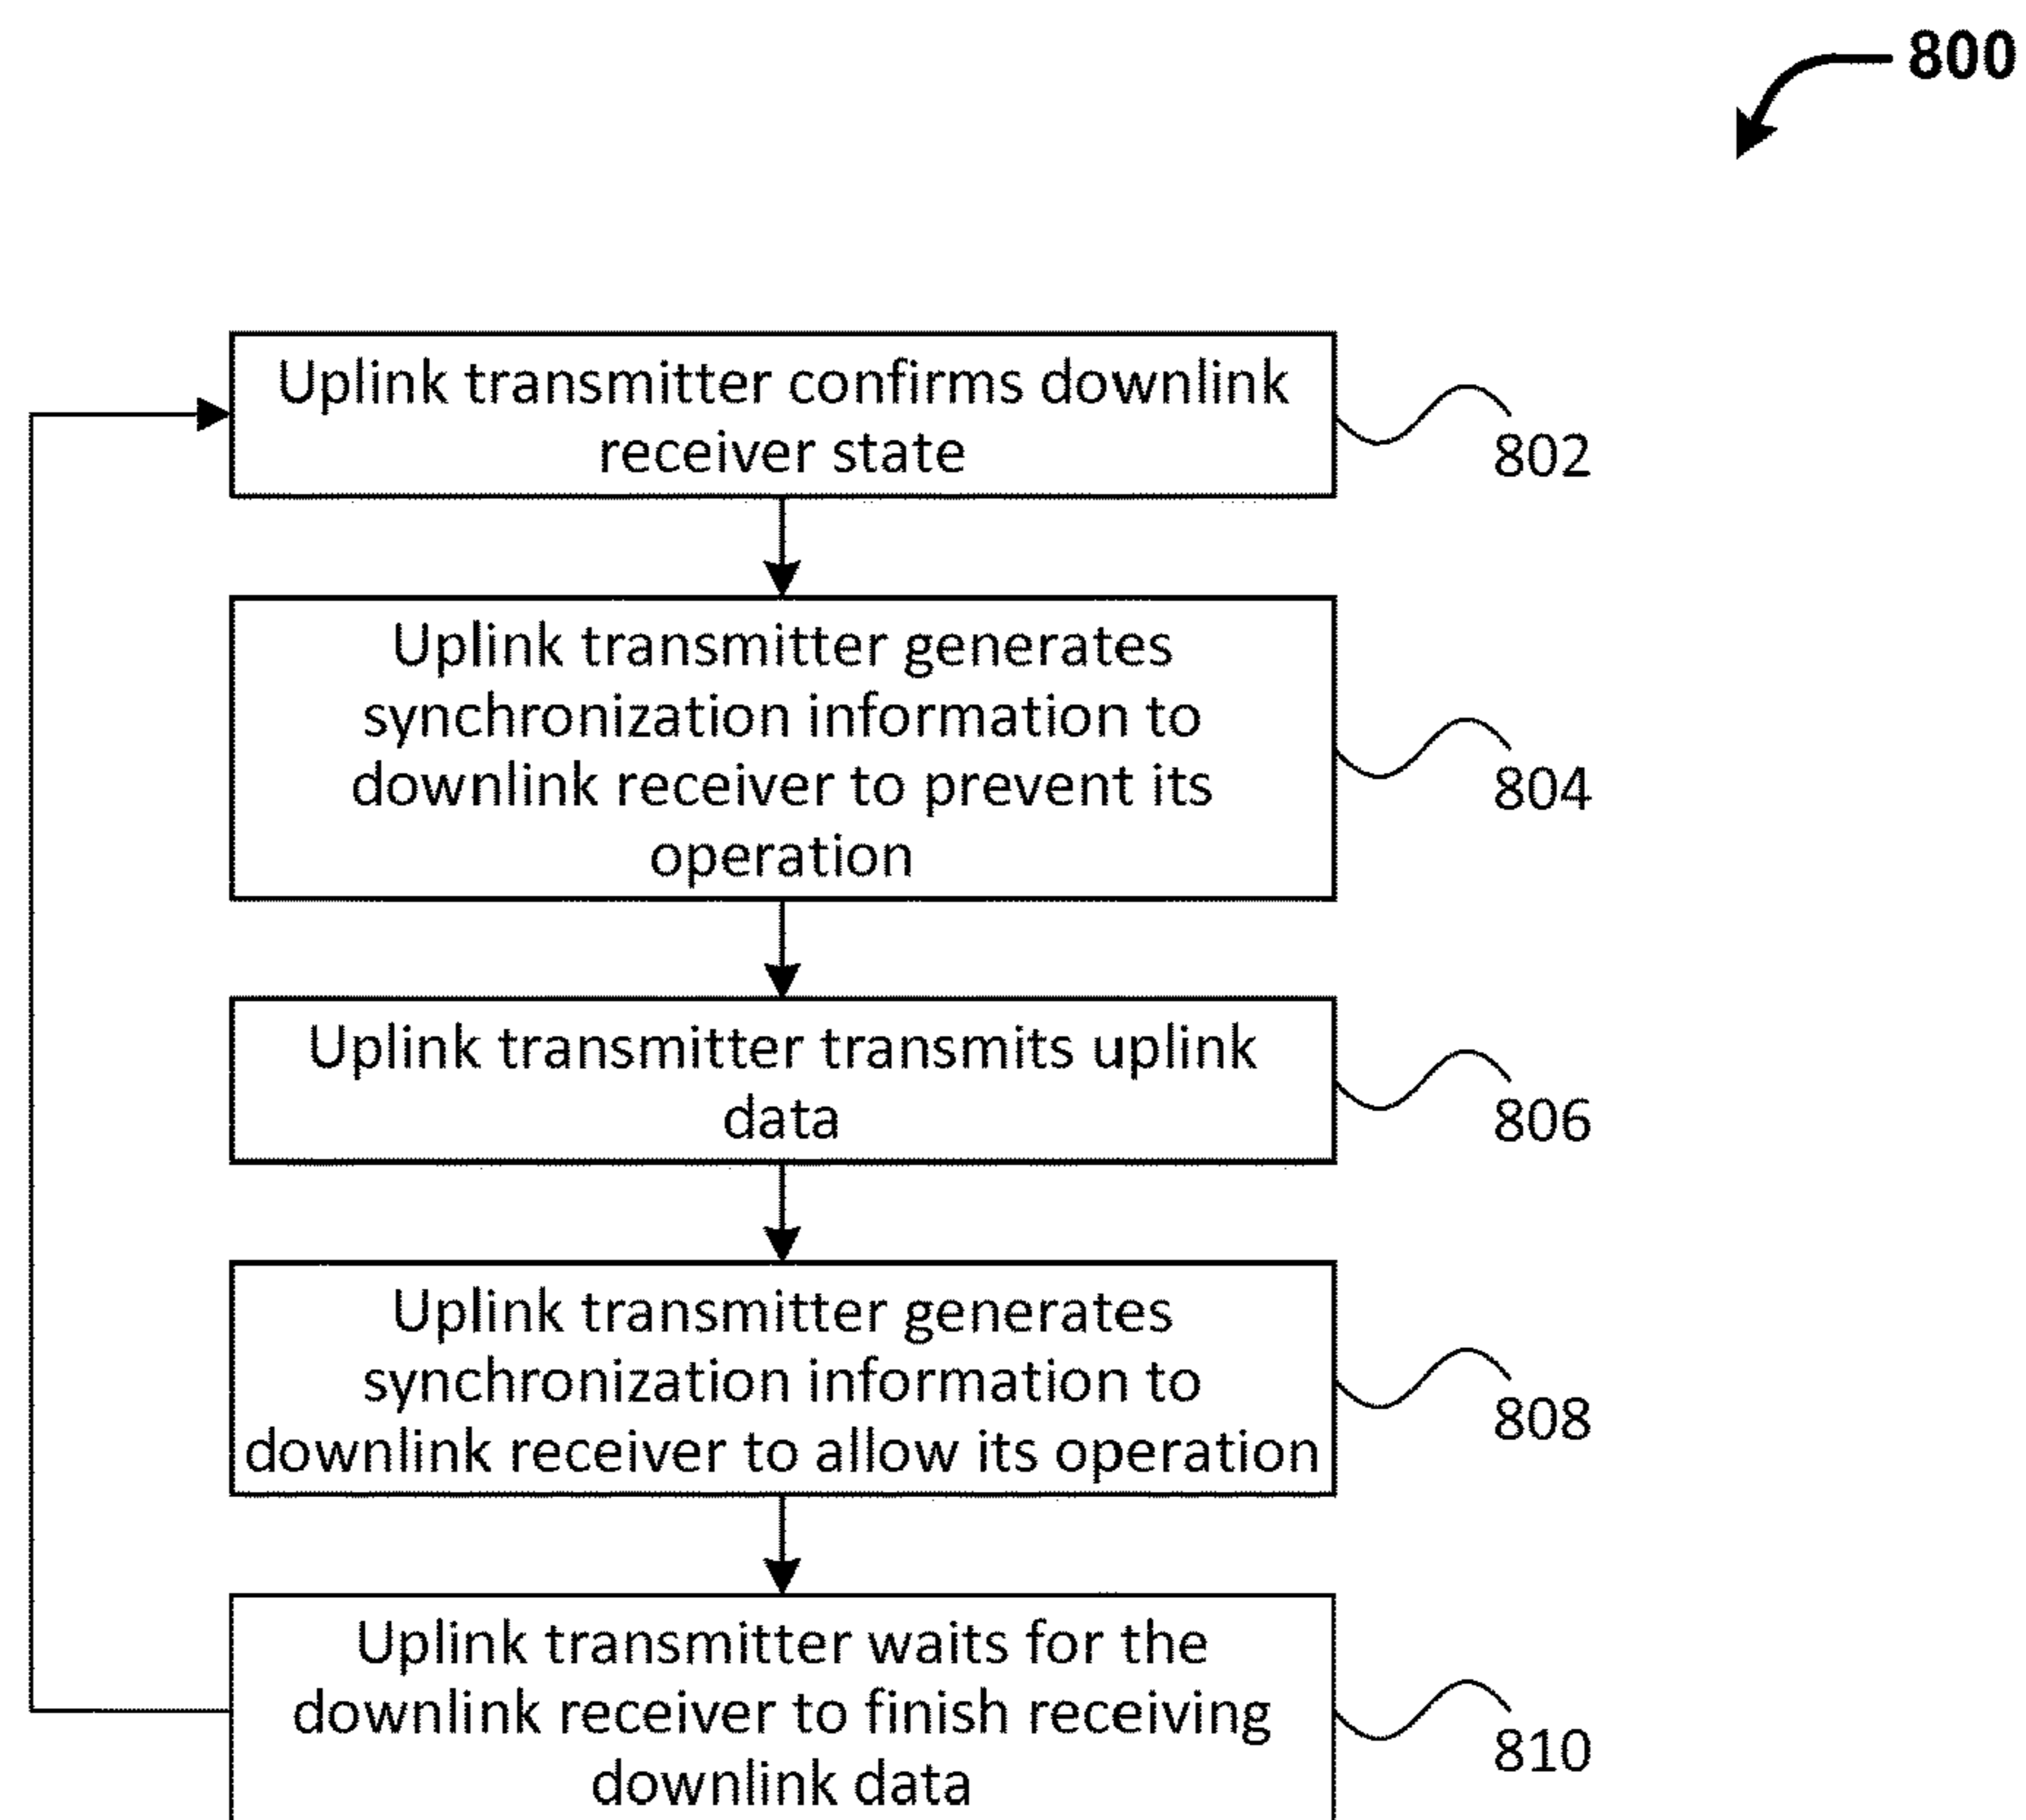 800
Uplink transmitter confirms downlink
receiver state
802
Uplink transmitter generates
synchronization information to
downlink receiver to prevent its
operation
804
Uplink transmitter transmits uplink
data
806
Uplink transmitter generates
synchronization information to
downlink receiver to allow its operation
808
Uplink transmitter waits for the
downlink receiver to finish receiving
downlink data
810